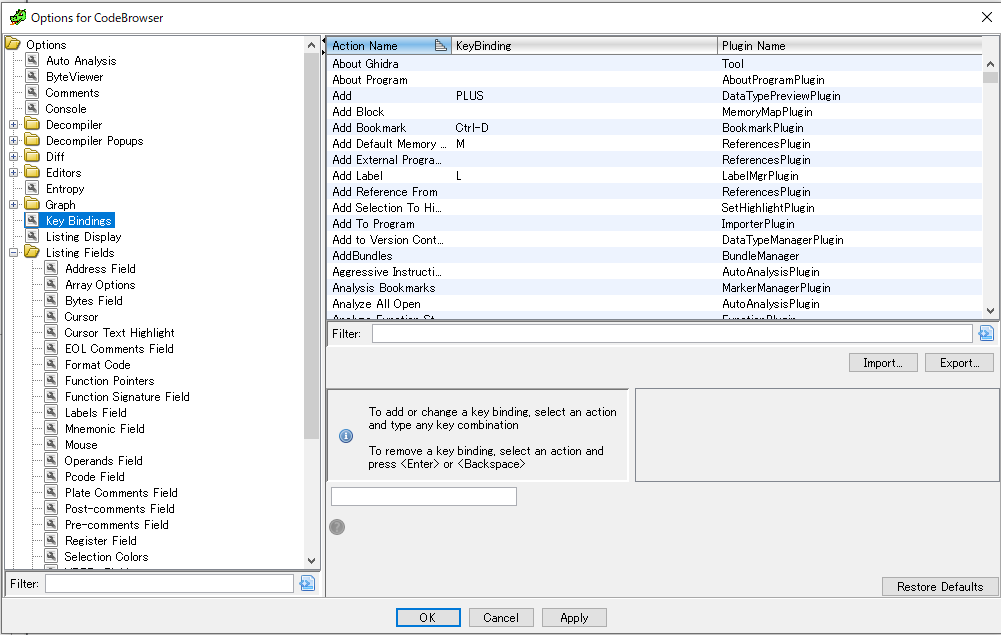 Options for CodeBrowser
Options
Auto Analysis
ByteViewer
Comments
Console
Decompiler
Decompiler Popups
Diff
Editors
Entropy
Graph
Key Bindings
Listing Display
Listing Fields
Address Field
Array Options
Bytes Field
Cursor
Cursor Text Highlight
EOL Comments Field
Format Code
Function Pointers
Function Signature Field
Labels Field
Mnemonic Field
Mouse
Operands Field
Pcode Field
Plate Comments Field
Post-comments Field
Pre-comments Field
Register Field
Selection Colors
Filter:
Action Name KeyBinding Plugin Name
About Ghidra Tool
About Program AboutProgramPlugin
Add PLUS DataTypePreviewPlugin
Add Block MemoryMapPlugin
Add Bookmark Ctrl-D BookmarkPlugin
Add Default Memory ... M ReferencesPlugin
Add External Progra... ReferencesPlugin
Add Label L LabelMgrPlugin
Add Reference From ReferencesPlugin
Add Selection To Hi... SetHighlightPlugin
Add To Program ImporterPlugin
Add to Version Cont... DataTypeManagerPlugin
AddBundles BundleManager
Aggressive Instructi... AutoAnalysisPlugin
Analysis Bookmarks MarkerManagerPlugin
Analyze All Open AutoAnalysisPlugin
Analyze Function St... FunctionPlugin
Filter:
Import... Export...
To add or change a key binding, select an action
and type any key combination
To remove a key binding, select an action and
press <Enter> or <Backspace>
Restore Defaults
OK Cancel Apply